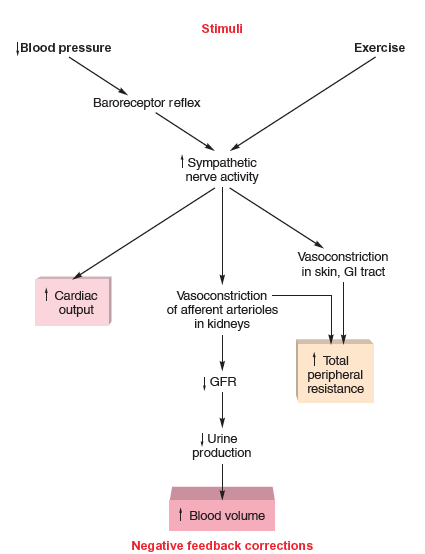 Stimuli
↓Blood pressure
Exercise
Baroreceptor reflex
↑ Sympathetic
nerve activity
Vasoconstriction
in skin, GI tract
↑ Cardiac
output
Vasoconstriction
of afferent arterioles
in kidneys
↑ Total
peripheral
resistance
↓ GFR
↓ Urine
production
↑ Blood volume
Negative feedback corrections